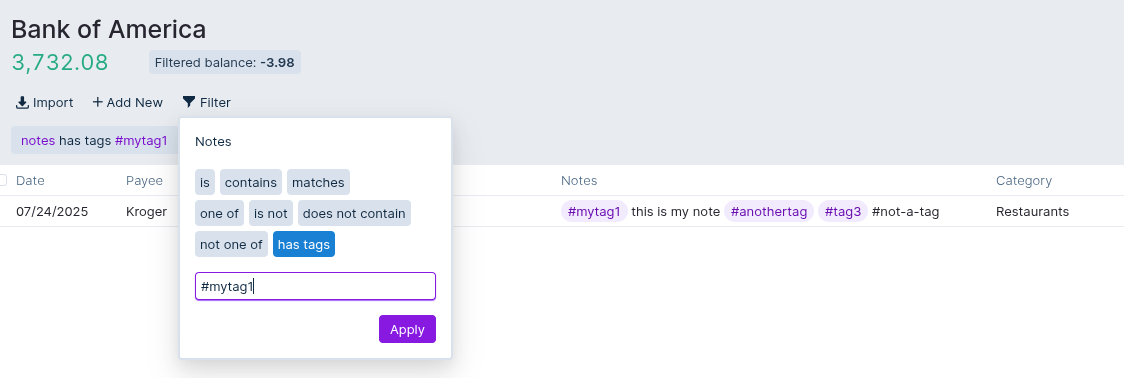 Bank of America
3,732.08 Filtered balance: -3.98
Import Add New Filter
notes has tags #mytag1
Notes
is contains matches
one of is not does not contain
not one of has tags
#mytag1
Apply
Date Payee Notes Category
07/24/2025 Kroger #mytag1 this is my note #anothertag #tag3 #not-a-tag Restaurants